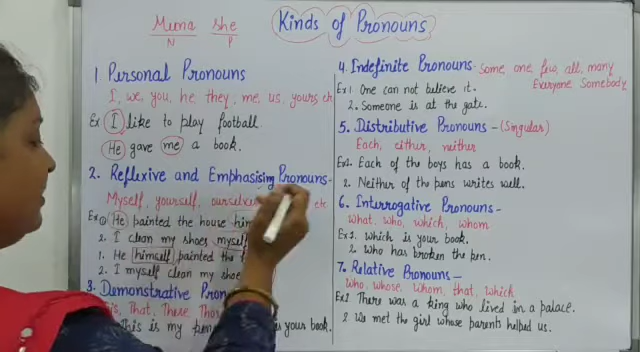 Muna She
N P
Kinds of Pronouns
1. Personal Pronouns
I, we, you, he, they, me, us, yours, etc
Ex I like to play football.
He gave me a book.
2. Reflexive and Emphasising Pronouns-
Myself, yourself, etc
Ex ① He painted the house
2. I clean my shoes myself
1. He himself painted the
2. I myself clean my shoe
3. Demonstrative
That, These
is my pen is your book.
4. Indefinite Pronouns- Some, one, few, all, many
Everyone Somebody
Ex 1. One can not believe it.
2. Someone is at the gate.
5. Distributive Pronouns - (Singular)
Each, either, neither
Ex1. Each of the boys has a book.
2. Neither of the pens writes well.
6. Interrogative Pronouns-
What, who, which, whom
Ex1. Which is your book.
2. Who has broken the pen.
7. Relative Pronouns-
Who, whose, whom, that, which
Ex1 There was a king who lived in a palace.
2 We met the girl whose parents helped us.